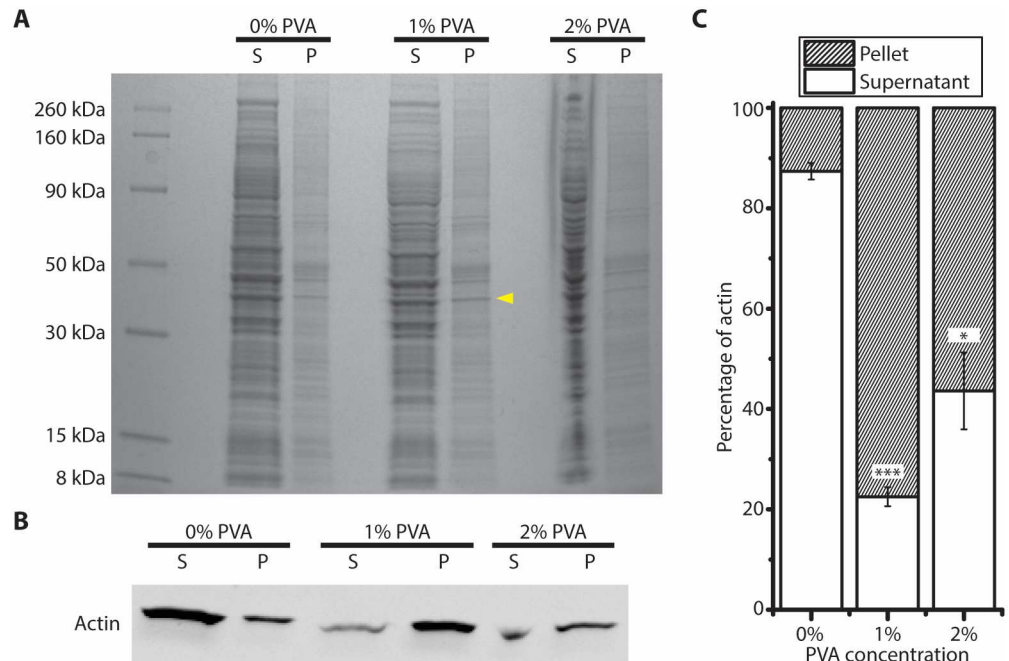 A
0% PVA 1% PVA 2% PVA
S P S P S P
260 kDa
160 kDa
90 kDa
50 kDa
30 kDa
15 kDa
8 kDa
B
0% PVA 1% PVA 2% PVA
S P S P S P
Actin
C
Pellet
Supernatant
100
80
60
40
20
0
Percentage of actin
*
***
0% 1% 2%
PVA concentration